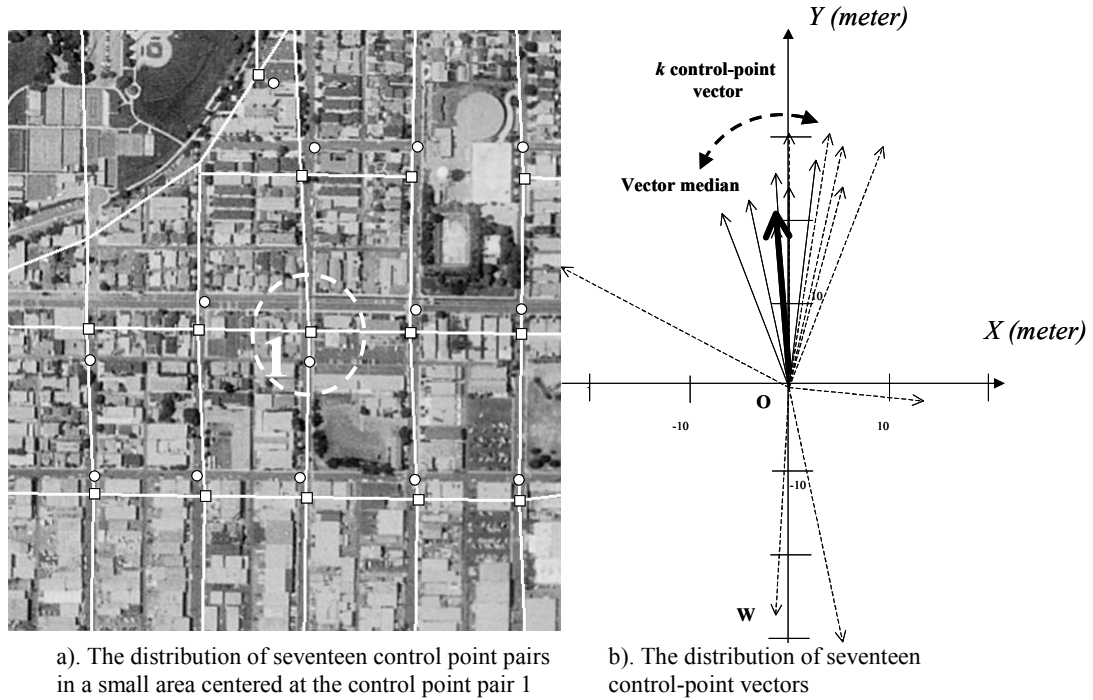 1
Y (meter)
k control-point
vector
Vector median
10
X (meter)
O
-10
10
-10
W
a). The distribution of seventeen control point pairs
in a small area centered at the control point pair 1
b). The distribution of seventeen
control-point vectors